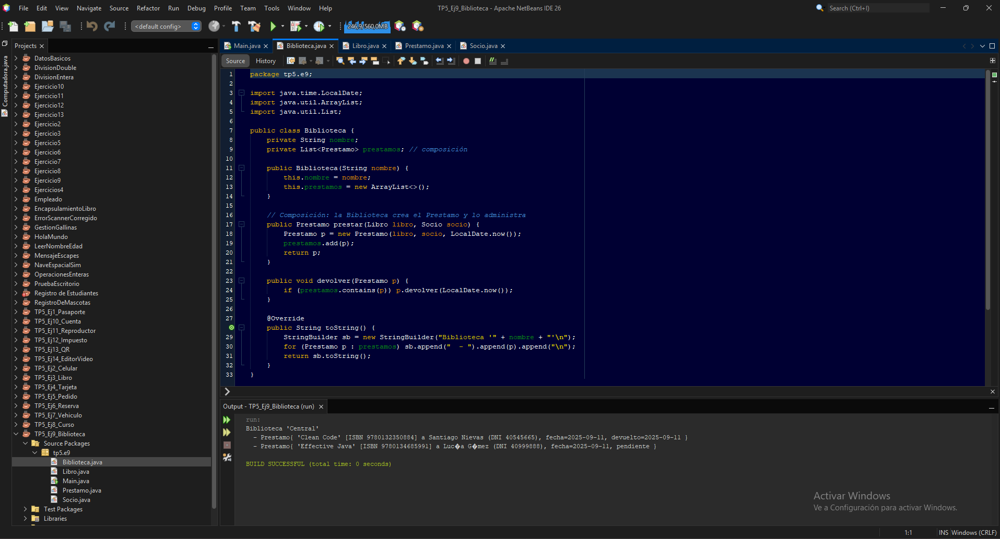 File Edit View Navigate Source Refactor Run Debug Profile Team Tools Window Help
TP5_Ej9_Biblioteca - Apache NetBeans IDE 26
Search (Ctrl+I)
<default config>
246,9/560,0MB
Computadora.java
Projects
DatosBasicos
DivisionDouble
DivisionEntera
Ejercicio10
Ejercicio11
Ejercicio12
Ejercicio13
Ejercicio2
Ejercicio3
Ejercicio5
Ejercicio6
Ejercicio7
Ejercicio8
Ejercicio9
Ejercicios4
Empleado
EncapsulamientoLibro
ErrorScannerCorregido
GestionGallinas
HolaMundo
LeerNombreEdad
MensajeEscapes
NaveEspacialSim
OperacionesEnteras
PruebaEscritorio
Registro de Estudiantes
RegistroDeMascotas
TP5_Ej1_Pasaporte
TP5_Ej10_Cuenta
TP5_Ej11_Reproductor
TP5_Ej12_Impuesto
TP5_Ej13_QR
TP5_Ej14_EditorVideo
TP5_Ej2_Celular
TP5_Ej3_Libro
TP5_Ej4_Tarjeta
TP5_Ej5_Pedido
TP5_Ej6_Reserva
TP5_Ej7_Vehiculo
TP5_Ej8_Curso
TP5_Ej9_Biblioteca
Source Packages
tp5.e9
Biblioteca.java
Libro.java
Main.java
Prestamo.java
Socio.java
Test Packages
Libraries
Main.java Biblioteca.java Libro.java Prestamo.java Socio.java
Source History
1 package tp5.e9;
2
3 import java.time.LocalDate;
4 import java.util.ArrayList;
5 import java.util.List;
6
7 public class Biblioteca {
8 private String nombre;
9 private List<Prestamo> prestamos; // composición
10
11 public Biblioteca(String nombre) {
12 this.nombre = nombre;
13 this.prestamos = new ArrayList<>();
14 }
15
16 // Composición: la Biblioteca crea el Prestamo y lo administra
17 public Prestamo prestar(Libro libro, Socio socio) {
18 Prestamo p = new Prestamo(libro, socio, LocalDate.now());
19 prestamos.add(p);
20 return p;
21 }
22
23 public void devolver(Prestamo p) {
24 if (prestamos.contains(p)) p.devolver(LocalDate.now());
25 }
26
27 @Override
public String toString() {
29 StringBuilder sb = new StringBuilder("Biblioteca '" + nombre + "'\n");
30 for (Prestamo p : prestamos) sb.append("  - ").append(p).append("\n");
31 return sb.toString();
32 }
33 }
Output - TP5_Ej9_Biblioteca (run)
run:
Biblioteca 'Central'
- Prestamo{ 'Clean Code' [ISBN 9780132350884] a Santiago Nievas (DNI 40545665), fecha=2025-09-11, devuelto=2025-09-11 }
- Prestamo{ 'Effective Java' [ISBN 9780134685991] a Luc�a G�mez (DNI 40999888), fecha=2025-09-11, pendiente }
BUILD SUCCESSFUL (total time: 0 seconds)
Activar Windows
Ve a Configuración para activar Windows.
1:1 INS Windows (CRLF)